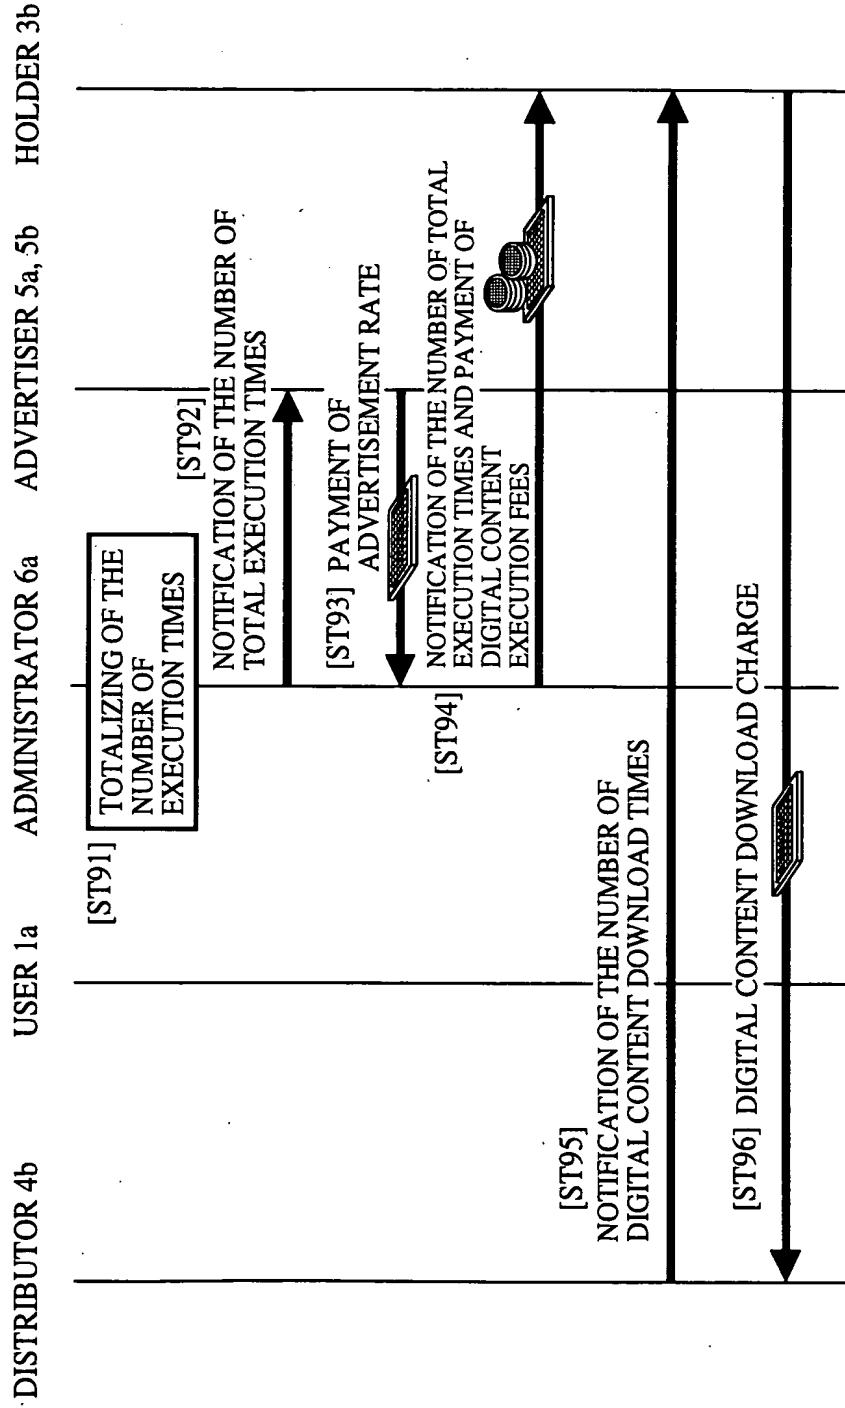 DISTRIBUTOR 4b
USER 1a
ADMINISTRATOR 6a
ADVERTISER 5a, 5b
HOLDER 3b
[ST91]
TOTALIZING OF THE
NUMBER OF
EXECUTION TIMES
[ST92]
NOTIFICATION OF THE NUMBER OF
TOTAL EXECUTION TIMES
[ST93] PAYMENT OF
ADVERTISEMENT RATE
[ST94]
NOTIFICATION OF THE NUMBER OF TOTAL
EXECUTION TIMES AND PAYMENT OF
DIGITAL CONTENT
EXECUTION FEES
[ST95]
NOTIFICATION OF THE NUMBER OF
DIGITAL CONTENT DOWNLOAD TIMES
[ST96] DIGITAL CONTENT DOWNLOAD CHARGE